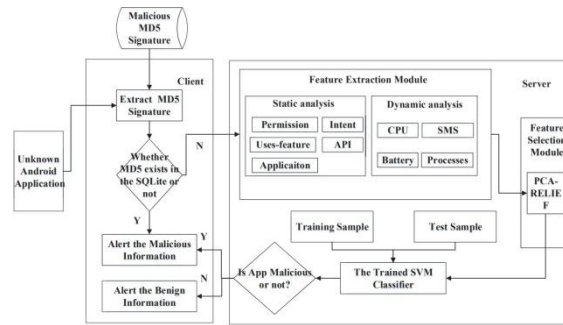 Malicious
MD5
Signature
Client
Extract MD5
Signature
Unknown
Android
Application
Whether
MD5 exists in
the SQLite or
not
N
Y
Alert the Malicious
Information
Alert the Benign
Information
Y
N
Is App Malicious
or not?
Server
Feature Extraction Module
Static analysis
Permission
Intent
Uses-feature
API
Applicaiton
Dynamic analysis
CPU
SMS
Battery
Processes
Feature
Selection
Module
PCA-
RELIE
F
Training Sample
Test Sample
The Trained SVM
Classifier